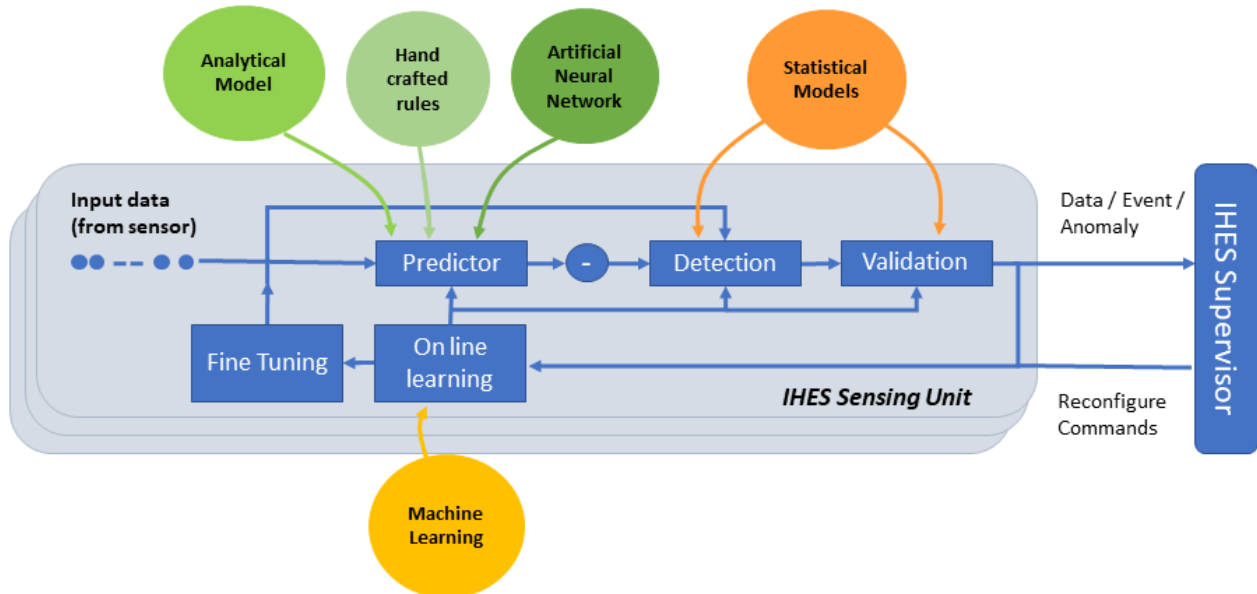 Analytical
Model
Hand
crafted
rules
Artificial
Neural
Network
Statistical
Models
Input data
(from sensor)
Predictor
-
Detection
Validation
Data / Event /
Anomaly
IHES Supervisor
Fine Tuning
On line
learning
IHES Sensing Unit
Reconfigure
Commands
Machine
Learning